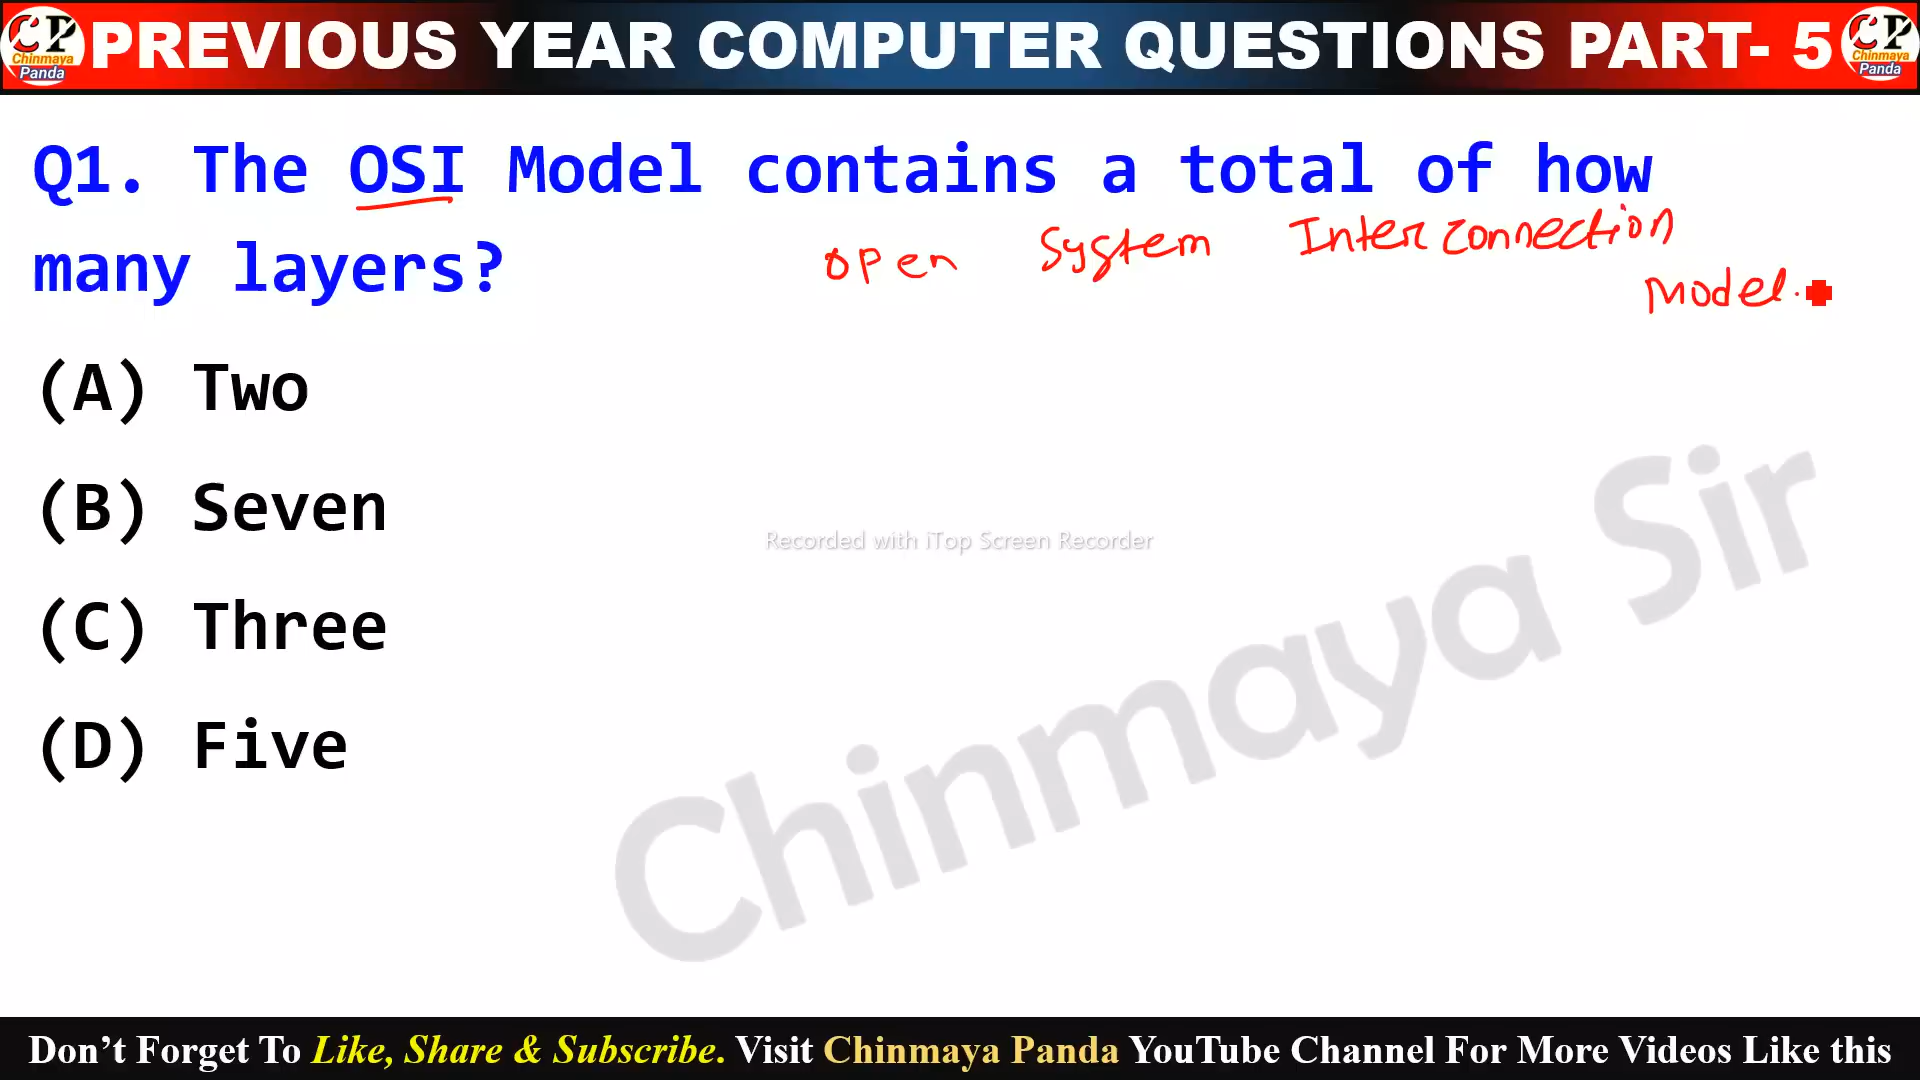 CP Chinmaya Panda
PREVIOUS YEAR COMPUTER QUESTIONS PART- 5
CP Chinmaya Panda
Q1. The OSI Model contains a total of how
many layers?
Open System Interconnection
Model.
(A) Two
(B) Seven
(C) Three
(D) Five
Recorded with iTop Screen Recorder
Chinmaya Sir
Don’t Forget To Like, Share & Subscribe. Visit Chinmaya Panda YouTube Channel For More Videos Like this